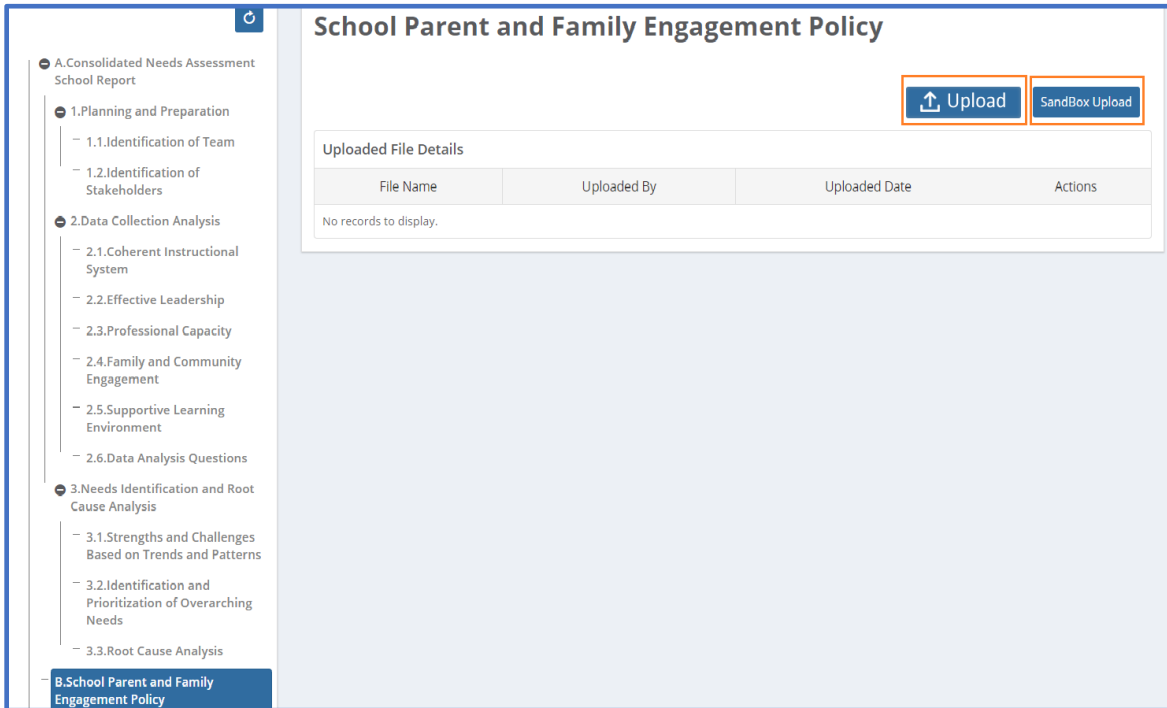 A.Consolidated Needs Assessment
School Report
1.Planning and Preparation
1.1.Identification of Team
1.2.Identification of
Stakeholders
2.Data Collection Analysis
2.1.Coherent Instructional
System
2.2.Effective Leadership
2.3.Professional Capacity
2.4.Family and Community
Engagement
2.5.Supportive Learning
Environment
2.6.Data Analysis Questions
3.Needs Identification and Root
Cause Analysis
3.1.Strengths and Challenges
Based on Trends and Patterns
3.2.Identification and
Prioritization of Overarching
Needs
3.3.Root Cause Analysis
B.School Parent and Family
Engagement Policy
School Parent and Family Engagement Policy
Upload
SandBox Upload
Uploaded File Details
File Name Uploaded By Uploaded Date Actions
No records to display.